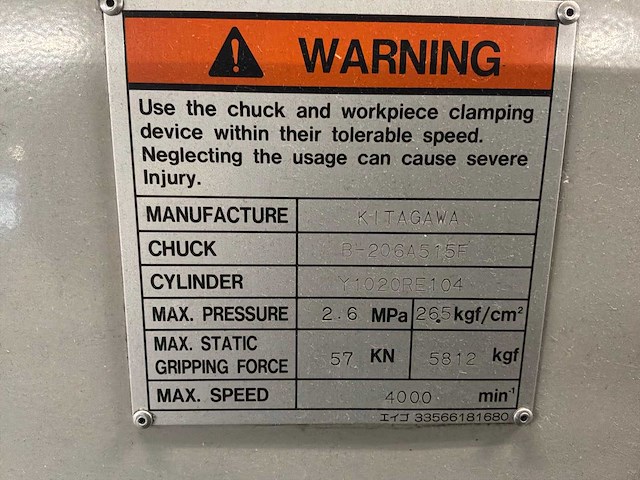 WARNING
Use the chuck and workpiece clamping
device within their tolerable speed.
Neglecting the usage can cause severe
Injury.
MANUFACTURE KITAGAWA
CHUCK B-206A515F
CYLINDER Y1020RE104
MAX. PRESSURE 2.6 MPa 26.5 kgf/cm²
MAX. STATIC
GRIPPING FORCE 57 KN 5812 kgf
MAX. SPEED 4000 min⁻¹
エイゴ 33566181680